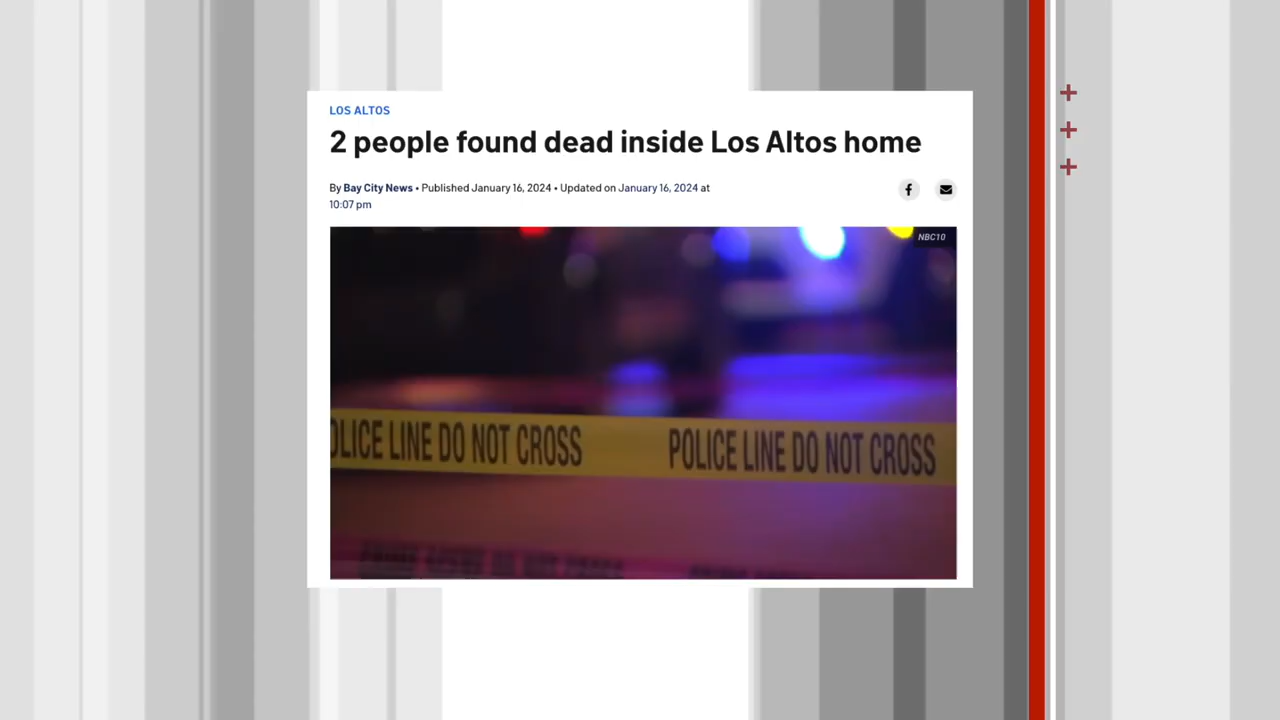 LOS ALTOS
2 people found dead inside Los Altos home
By Bay City News • Published January 16, 2024 • Updated on January 16, 2024 at
10:07 pm
NBC10
OLICE LINE DO NOT CROSS POLICE LINE DO NOT CROSS